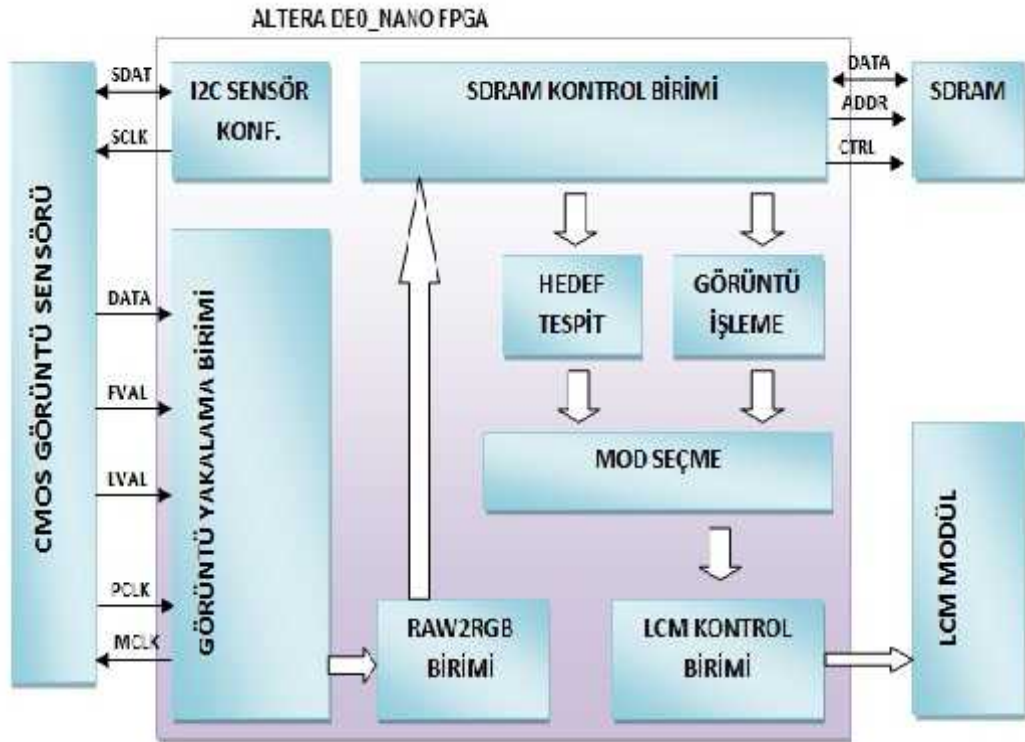 ALTERA DE0_NANO FPGA
SDAT
SCLK
I2C SENSÖR
KONF.
SDRAM KONTROL BİRİMİ
DATA
ADDR
CTRL
SDRAM
CMOS GÖRÜNTÜ SENSÖRÜ
DATA
FVAL
LVAL
PCLK
MCLK
GÖRÜNTÜ YAKALAMA BİRİMİ
HEDEF
TESPİT
GÖRÜNTÜ
İŞLEME
MOD SEÇME
RAW2RGB
BİRİMİ
LCM KONTROL
BİRİMİ
LCM MODÜL